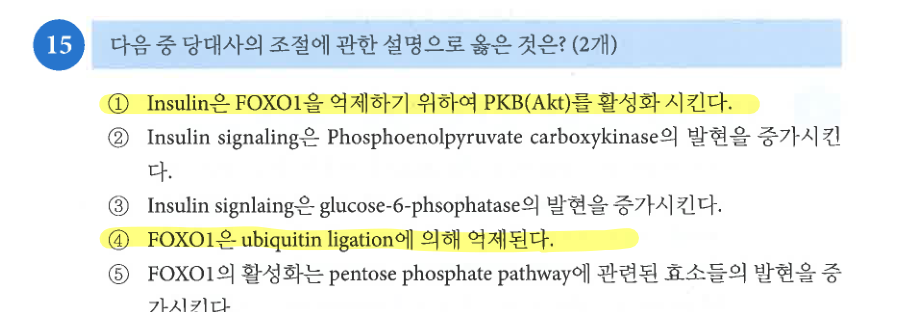 15 다음 중 당대사의 조절에 관한 설명으로 옳은 것은? (2개)
① Insulin은 FOXO1을 억제하기 위하여 PKB(Akt)를 활성화 시킨다.
② Insulin signaling은 Phosphoenolpyruvate carboxykinase의 발현을 증가시킨
다.
③ Insulin signlaing은 glucose-6-phsophatase의 발현을 증가시킨다.
④ FOXO1은 ubiquitin ligation에 의해 억제된다.
⑤ FOXO1의 활성화는 pentose phosphate pathway에 관련된 효소들의 발현을 증
가시킨다